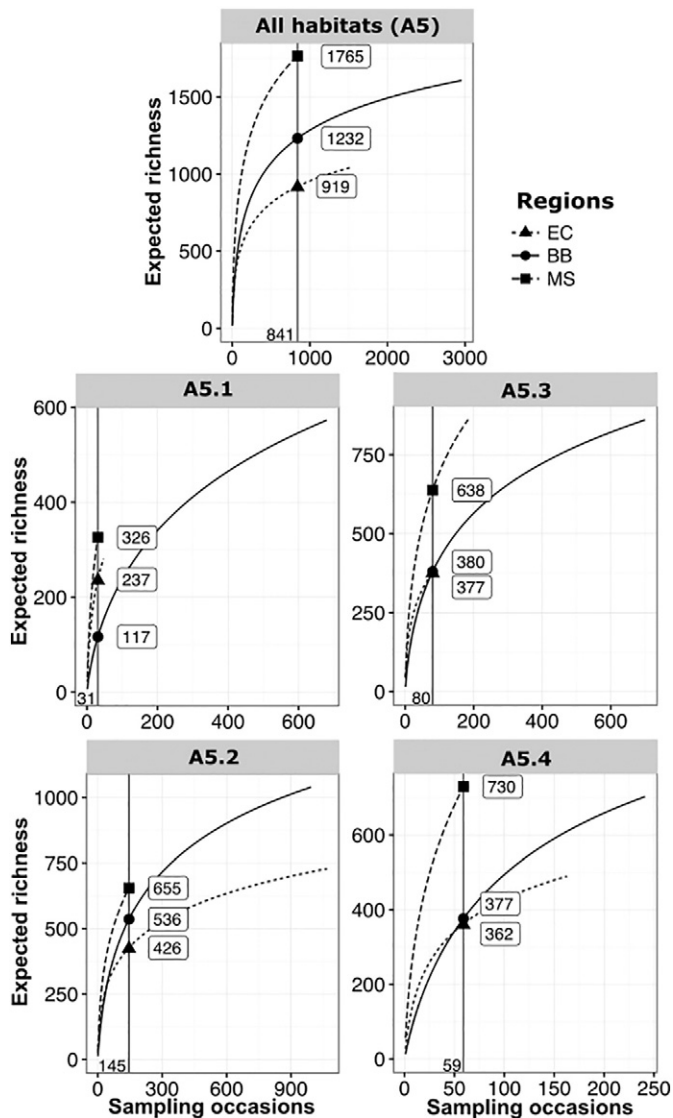 All habitats (A5)
Expected richness
1500
1000
500
0
1765
1232
919
841
0 1000 2000 3000
Regions
EC
BB
MS
A5.1
Expected richness
600
400
200
0
326
237
117
31
0 200 400 600
A5.3
750
500
250
0
638
380
377
80
0 200 400 600
A5.2
Expected richness
1000
750
500
250
0
655
536
426
145
0 300 600 900
Sampling occasions
A5.4
600
400
200
0
730
377
362
59
0 50 100 150 200 250
Sampling occasions